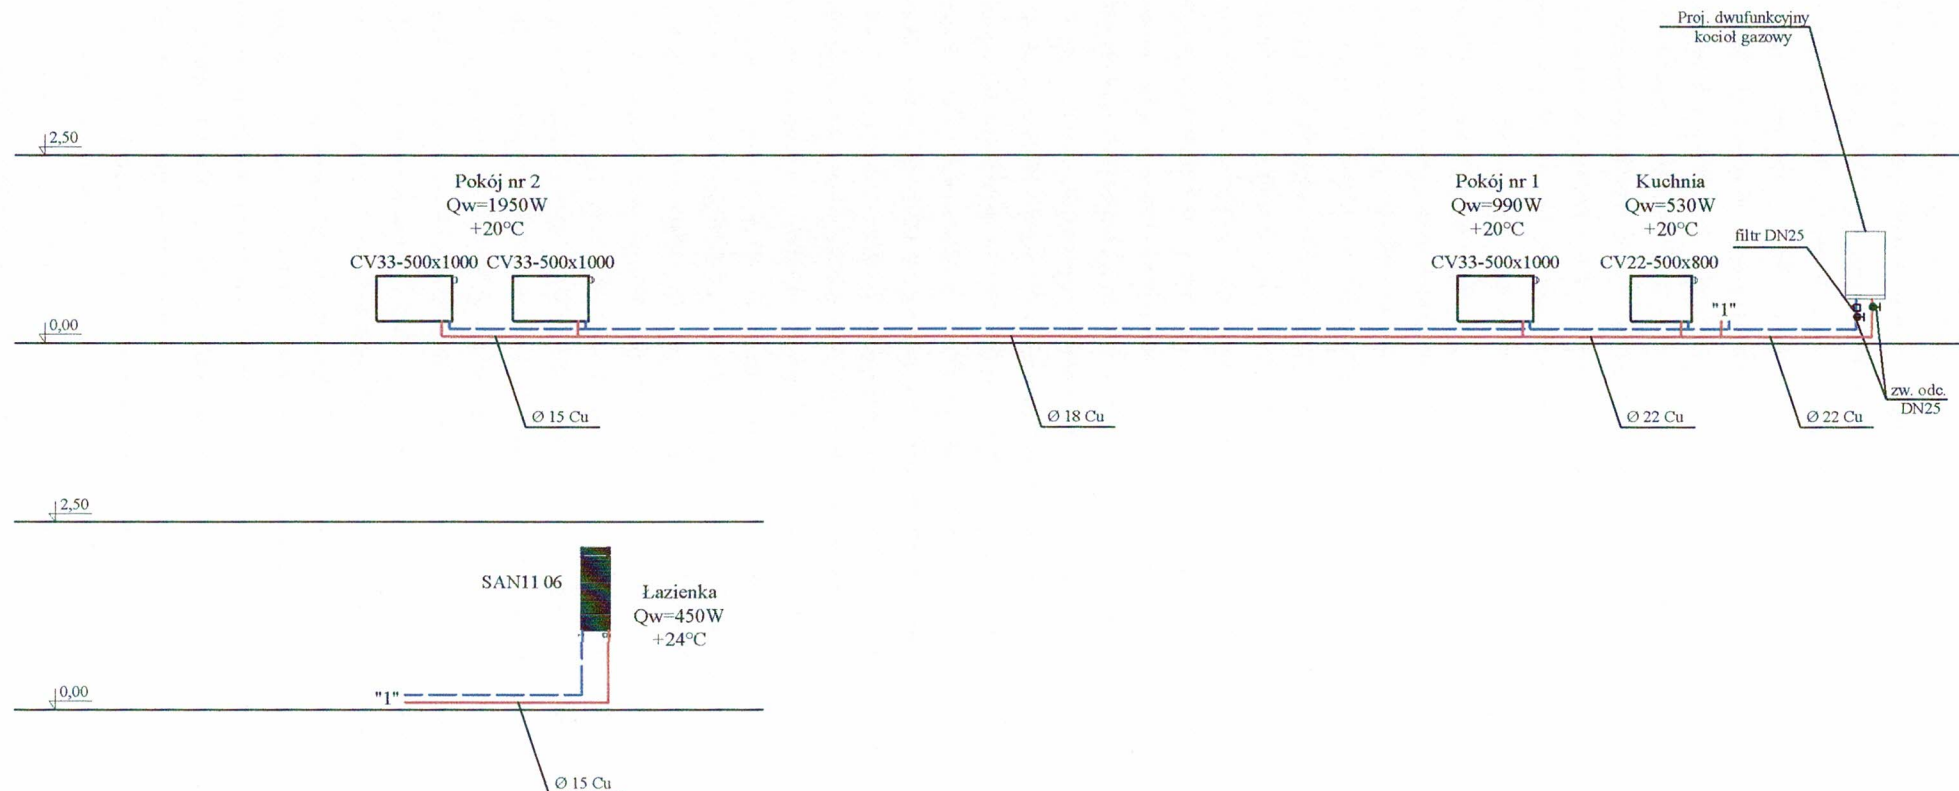 Proj. dwufunkcyjny
kocioł gazowy
2,50
Pokój nr 2
Qw=1950W
+20°C
Pokój nr 1
Qw=990W
+20°C
Kuchnia
Qw=530W
+20°C
filtr DN25
CV33-500x1000
CV33-500x1000
CV33-500x1000
CV22-500x800
"1"
0,00
zw. odc.
DN25
Ø 15 Cu
Ø 18 Cu
Ø 22 Cu
Ø 22 Cu
2,50
SAN11 06
Łazienka
Qw=450W
+24°C
0,00
"1"
Ø 15 Cu